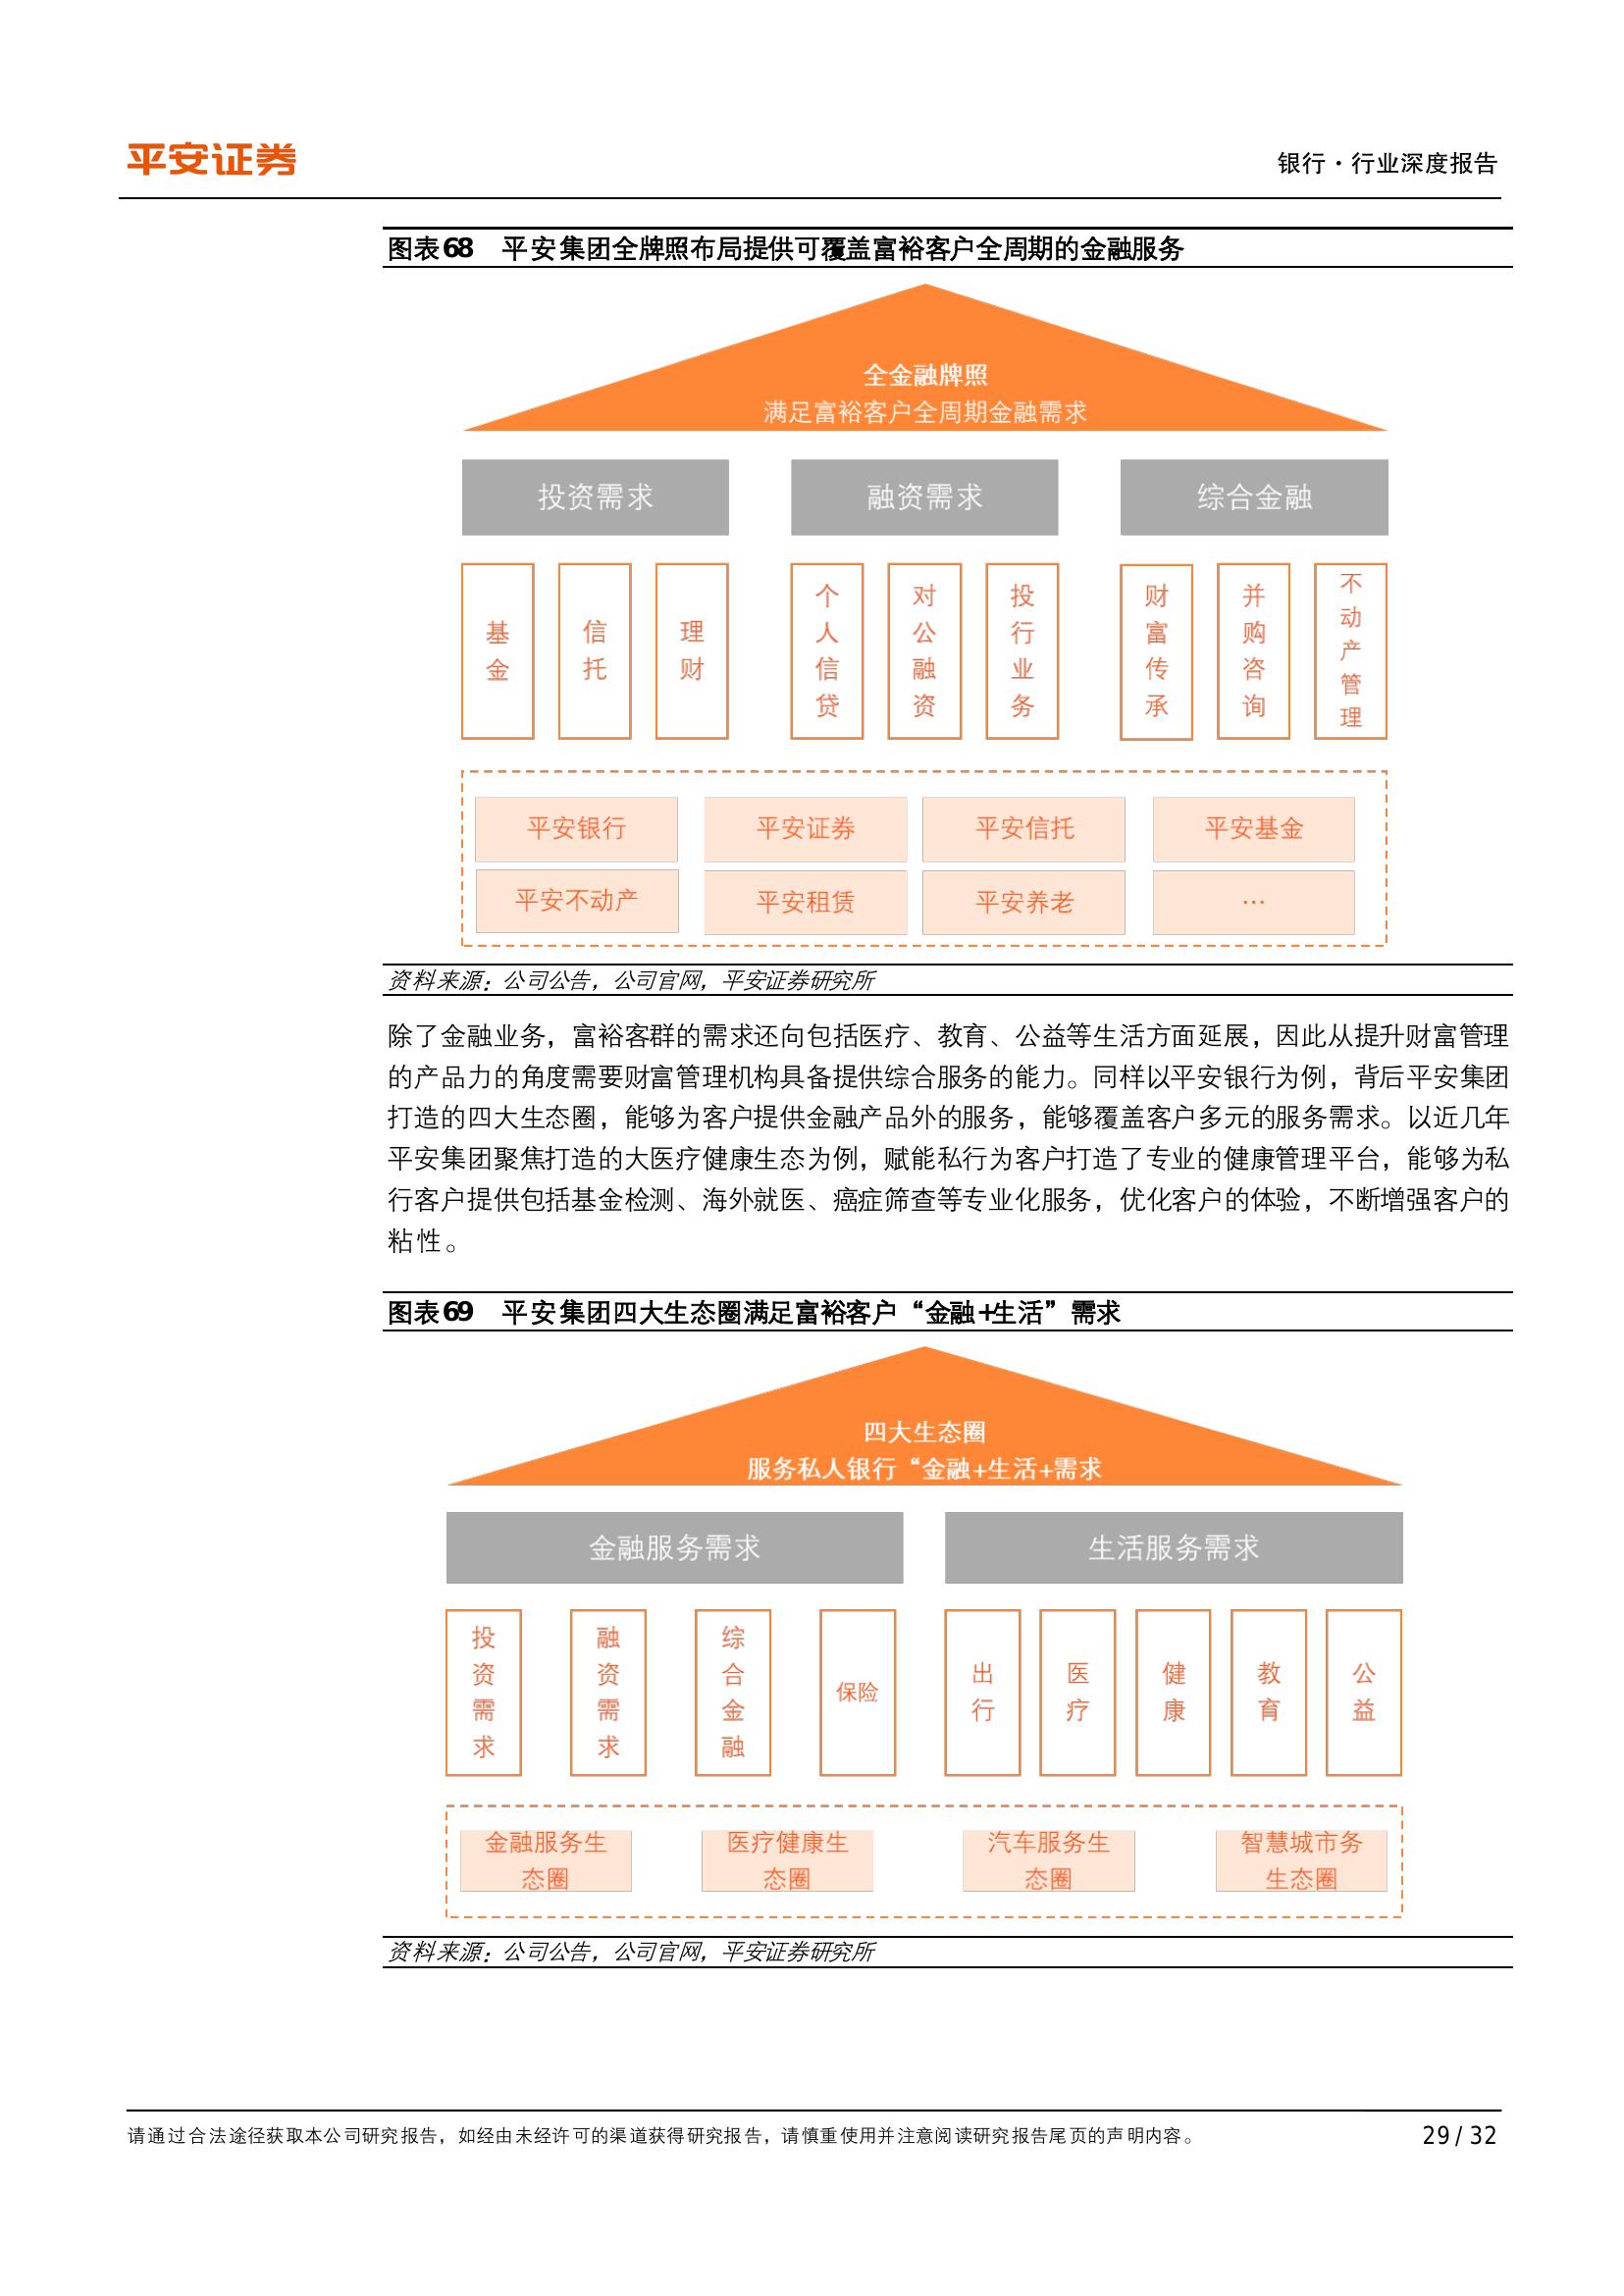 平安证券
银行·行业深度报告
图表68 平安集团全牌照布局提供可覆盖富裕客户全周期的金融服务
全金融牌照
满足富裕客户全周期金融需求
投资需求 融资需求 综合金融
基金 信托 理财 个人信贷 对公融资 投行业务 财富传承 并购咨询 不动产管理
平安银行 平安证券 平安信托 平安基金
平安不动产 平安租赁 平安养老 …
资料来源：公司公告，公司官网，平安证券研究所
除了金融业务，富裕客群的需求还向包括医疗、教育、公益等生活方面延展，因此从提升财富管理
的产品力的角度需要财富管理机构具备提供综合服务的能力。同样以平安银行为例，背后平安集团
打造的四大生态圈，能够为客户提供金融产品外的服务，能够覆盖客户多元的服务需求。以近几年
平安集团聚焦打造的大医疗健康生态为例，赋能私行为客户打造了专业的健康管理平台，能够为私
行客户提供包括基金检测、海外就医、癌症筛查等专业化服务，优化客户的体验，不断增强客户的
粘性。
图表69 平安集团四大生态圈满足富裕客户“金融+生活”需求
四大生态圈
服务私人银行“金融+生活+需求
金融服务需求 生活服务需求
投资需求 融资需求 综合金融 保险 出行 医疗 健康 教育 公益
金融服务生态圈 医疗健康生态圈 汽车服务生态圈 智慧城市务生态圈
资料来源：公司公告，公司官网，平安证券研究所
请通过合法途径获取本公司研究报告，如经由未经许可的渠道获得研究报告，请慎重使用并注意阅读研究报告尾页的声明内容。
29 / 32